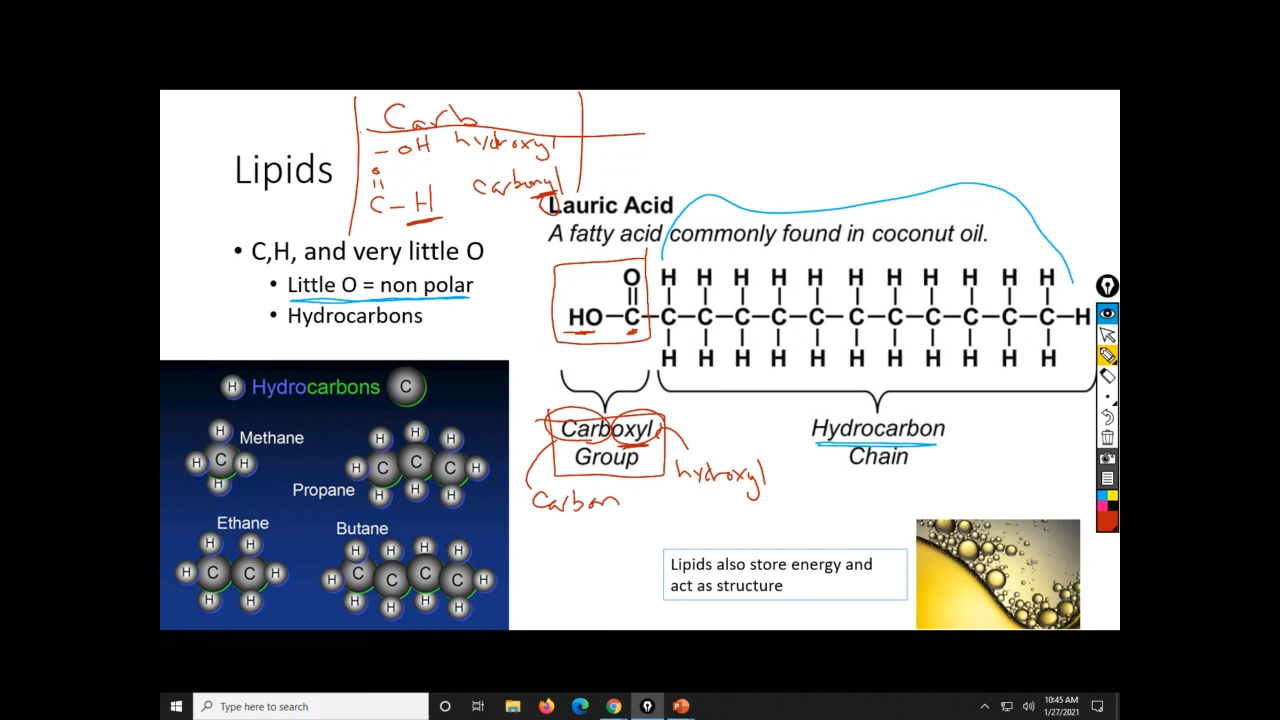 Carb
- OH hydroxyl
O
C - H carbonyl
Lipids
• C,H, and very little O
• Little O = non polar
• Hydrocarbons
Lauric Acid
A fatty acid commonly found in coconut oil.
O H H H H H H H H H H H
HO-C-C-C-C-C-C-C-C-C-C-C-C-H
H H H H H H H H H H H
Carboxyl
Group
Hydrocarbon
Chain
carbon
hydroxyl
H Hydrocarbons C
H
Methane
H C H
H
H H H
H C C C H
Propane
H H H
Ethane
H H
H C C H
H H
Butane
H H H H
H C C C C H
H H H H
Lipids also store energy and
act as structure
Type here to search
10:45 AM
1/27/2021